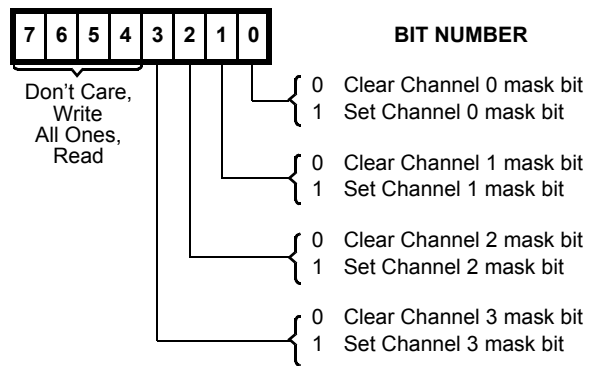 7 6 5 4 3 2 1 0
BIT NUMBER
Don't Care,
Write
All Ones,
Read
0 Clear Channel 0 mask bit
1 Set Channel 0 mask bit
0 Clear Channel 1 mask bit
1 Set Channel 1 mask bit
0 Clear Channel 2 mask bit
1 Set Channel 2 mask bit
0 Clear Channel 3 mask bit
1 Set Channel 3 mask bit